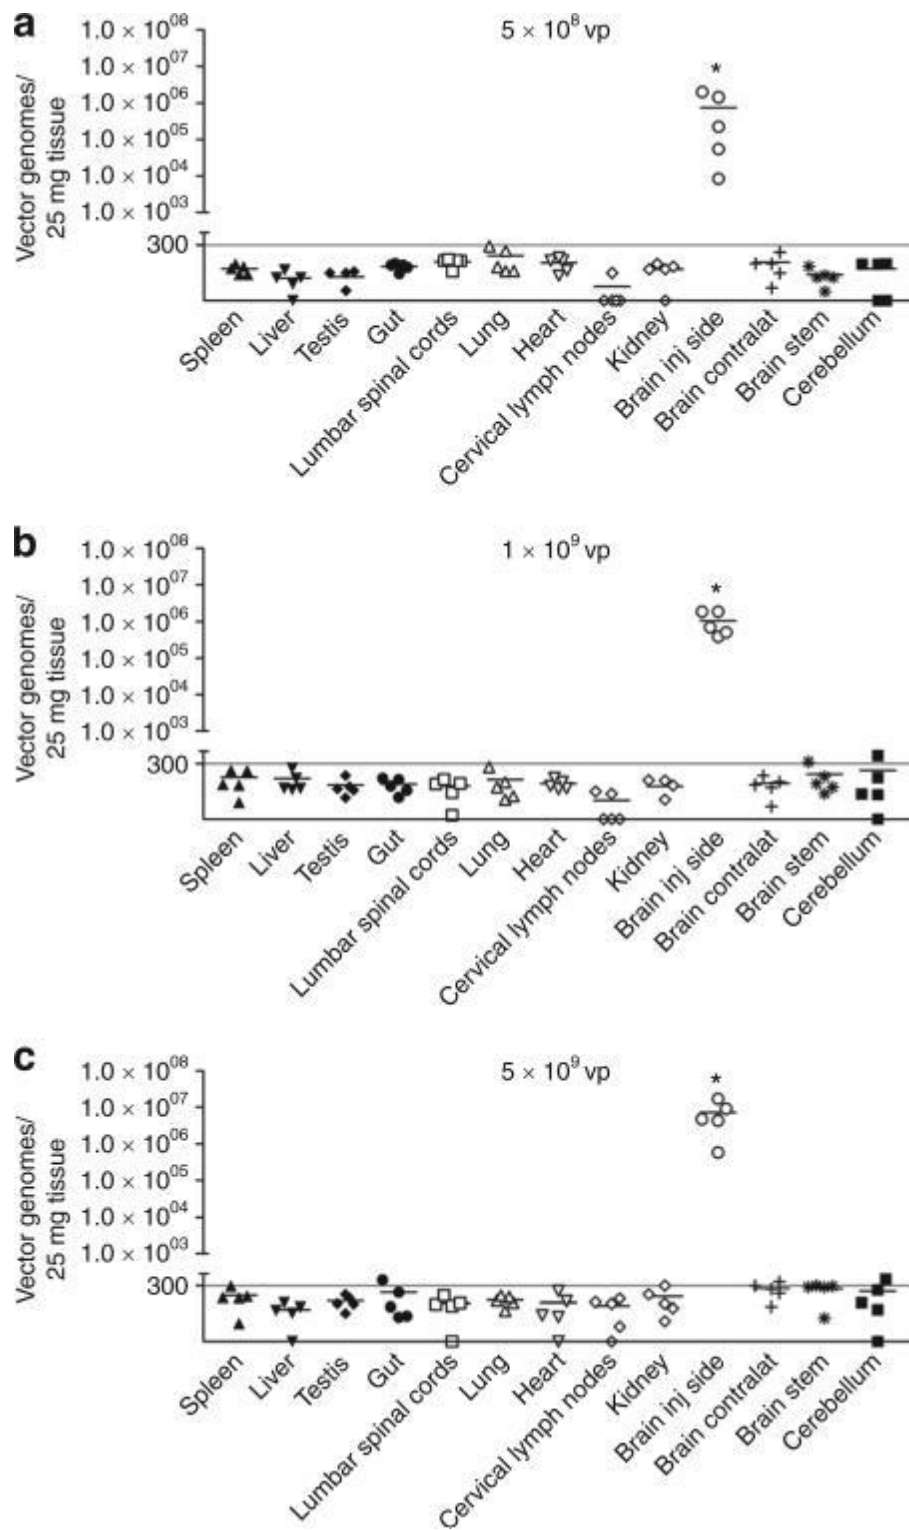 a
5 × 10⁸ vp
Vector genomes/
25 mg tissue
1.0 × 10⁰⁸
1.0 × 10⁰⁷
1.0 × 10⁰⁶
1.0 × 10⁰⁵
1.0 × 10⁰⁴
1.0 × 10⁰³
300
*
Spleen
Liver
Testis
Gut
Lumbar spinal cords
Lung
Heart
Cervical lymph nodes
Kidney
Brain inj side
Brain contralat
Brain stem
Cerebellum
b
1 × 10⁹ vp
Vector genomes/
25 mg tissue
1.0 × 10⁰⁸
1.0 × 10⁰⁷
1.0 × 10⁰⁶
1.0 × 10⁰⁵
1.0 × 10⁰⁴
1.0 × 10⁰³
300
*
Spleen
Liver
Testis
Gut
Lumbar spinal cords
Lung
Heart
Cervical lymph nodes
Kidney
Brain inj side
Brain contralat
Brain stem
Cerebellum
c
5 × 10⁹ vp
Vector genomes/
25 mg tissue
1.0 × 10⁰⁸
1.0 × 10⁰⁷
1.0 × 10⁰⁶
1.0 × 10⁰⁵
1.0 × 10⁰⁴
1.0 × 10⁰³
300
*
Spleen
Liver
Testis
Gut
Lumbar spinal cords
Lung
Heart
Cervical lymph nodes
Kidney
Brain inj side
Brain contralat
Brain stem
Cerebellum